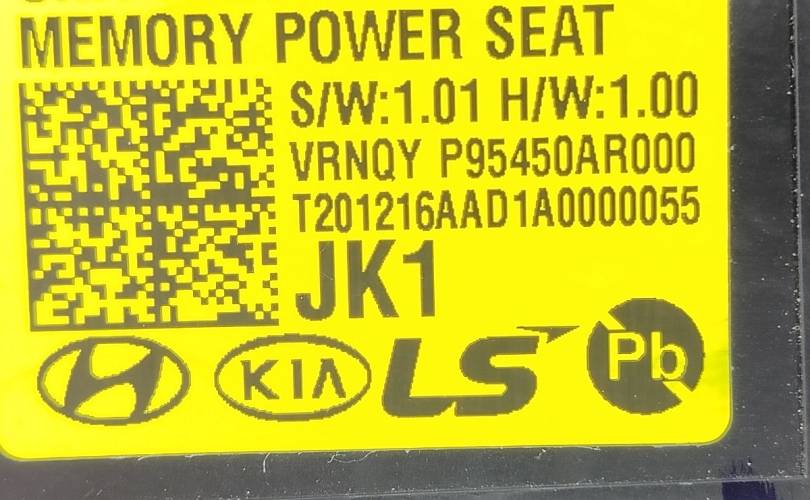 MEMORY POWER SEAT
S/W:1.01 H/W:1.00
VRNQY P95450AR000
T201216AAD1A0000055
JK1
KIA LS Pb